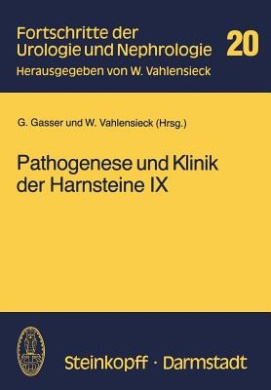 Fortschritte der
Urologie und Nephrologie 20
Herausgegeben von W. Vahlensieck
G. Gasser und W. Vahlensieck (Hrsg.)
Pathogenese und Klinik
der Harnsteine IX
Steinkopff · Darmstadt